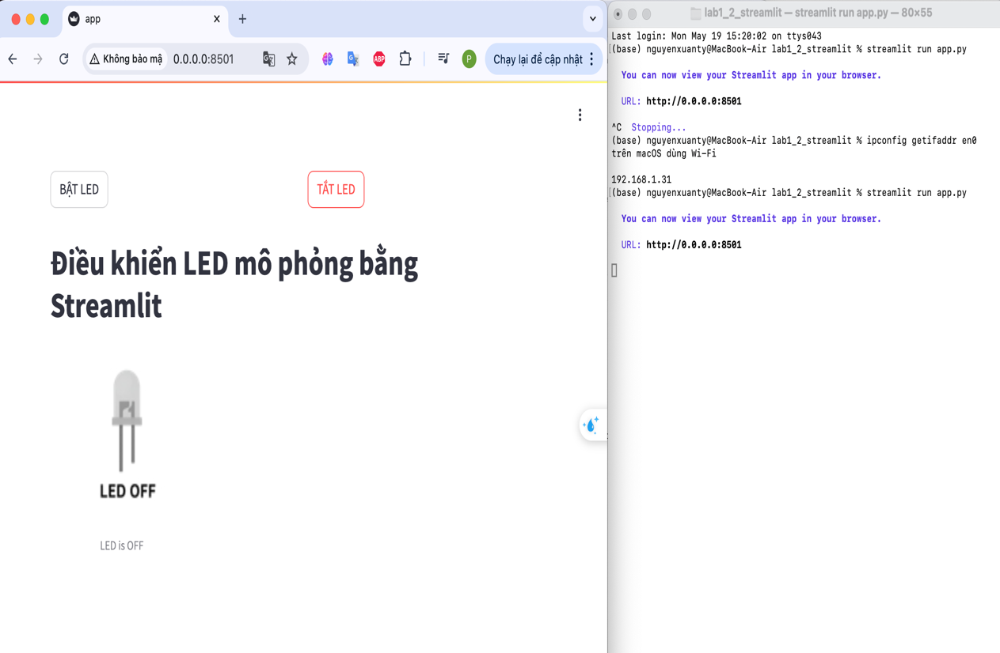 app
Không bảo mậ
0.0.0.0:8501
ABP
P
Chạy lại để cập nhật
BẬT LED
TẮT LED
Điều khiển LED mô phỏng bằng
Streamlit
LED OFF
LED is OFF
lab1_2_streamlit — streamlit run app.py — 80×55
Last login: Mon May 19 15:20:02 on ttys043
(base) nguyenxuanty@MacBook-Air lab1_2_streamlit % streamlit run app.py
You can now view your Streamlit app in your browser.
URL: http://0.0.0.0:8501
^C  Stopping...
(base) nguyenxuanty@MacBook-Air lab1_2_streamlit % ipconfig getifaddr en0
trên macOS dùng Wi-Fi
192.168.1.31
(base) nguyenxuanty@MacBook-Air lab1_2_streamlit % streamlit run app.py
You can now view your Streamlit app in your browser.
URL: http://0.0.0.0:8501